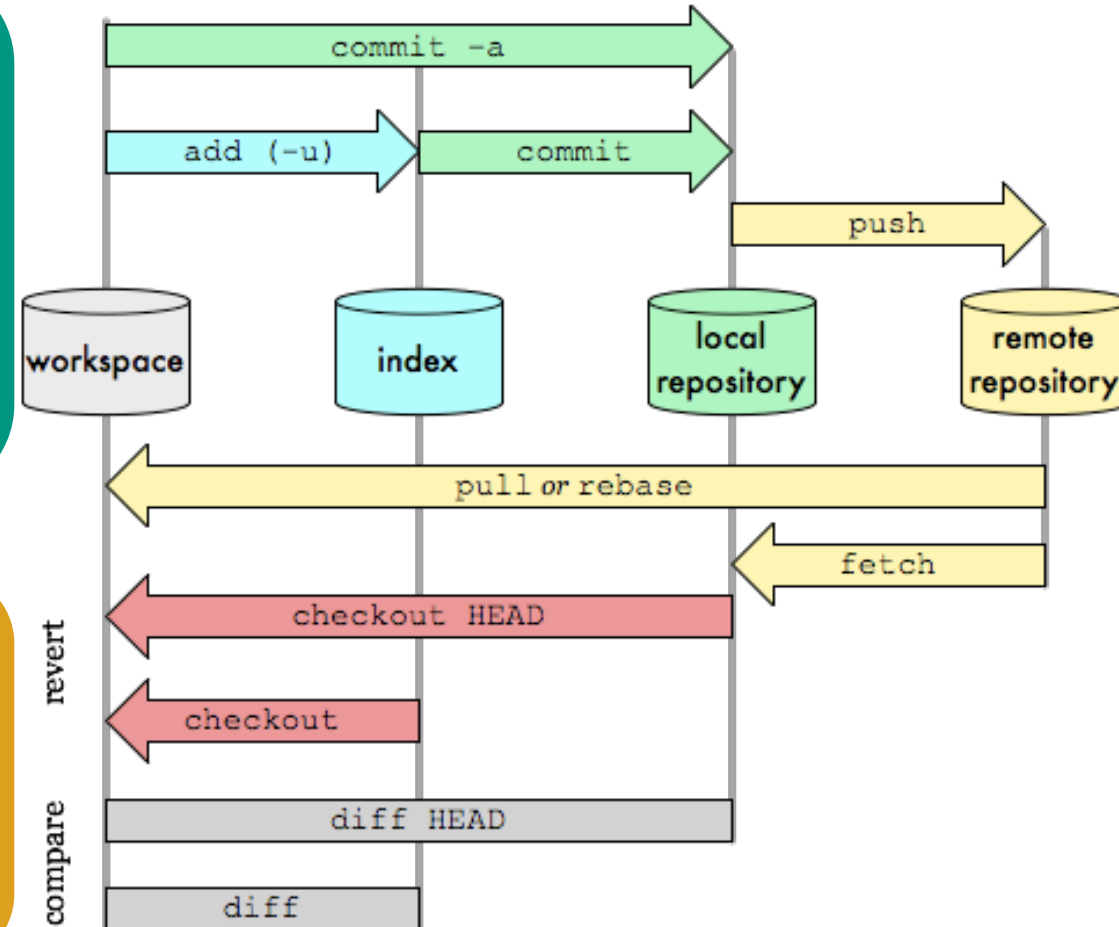 commit -a
add (-u)
commit
push
workspace
index
local
repository
remote
repository
pull or rebase
fetch
revert
checkout HEAD
checkout
compare
diff HEAD
diff